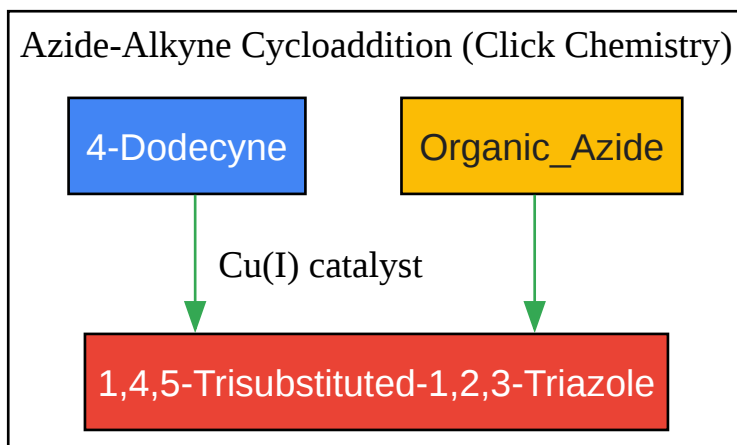 Azide-Alkyne Cycloaddition (Click Chemistry)
4-Dodecyne
Organic_Azide
Cu(I) catalyst
1,4,5-Trisubstituted-1,2,3-Triazole